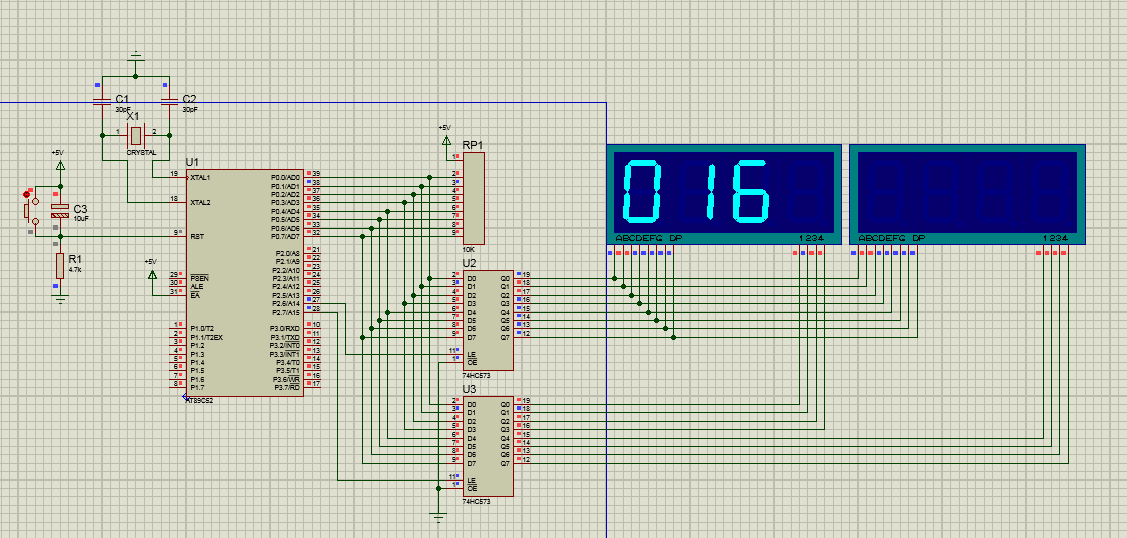 C1
30pF
C2
30pF
X1
1
2
CRYSTAL
+5V
C3
10uF
R1
4.7k
+5V
U1
19
XTAL1
18
XTAL2
9
RST
29
PSEN
30
ALE
31
EA
1
P1.0/T2
2
P1.1/T2EX
3
P1.2
4
P1.3
5
P1.4
6
P1.5
7
P1.6
8
P1.7
AT89C52
P0.0/AD0
39
P0.1/AD1
38
P0.2/AD2
37
P0.3/AD3
36
P0.4/AD4
35
P0.5/AD5
34
P0.6/AD6
33
P0.7/AD7
32
P2.0/A8
21
P2.1/A9
22
P2.2/A10
23
P2.3/A11
24
P2.4/A12
25
P2.5/A13
26
P2.6/A14
27
P2.7/A15
28
P3.0/RXD
10
P3.1/TXD
11
P3.2/INT0
12
P3.3/INT1
13
P3.4/T0
14
P3.5/T1
15
P3.6/WR
16
P3.7/RD
17
+5V
RP1
1
2
3
4
5
6
7
8
9
10K
U2
2 D0 Q0 19
3 D1 Q1 18
4 D2 Q2 17
5 D3 Q3 16
6 D4 Q4 15
7 D5 Q5 14
8 D6 Q6 13
9 D7 Q7 12
11 LE
1 OE
74HC573
U3
2 D0 Q0 19
3 D1 Q1 18
4 D2 Q2 17
5 D3 Q3 16
6 D4 Q4 15
7 D5 Q5 14
8 D6 Q6 13
9 D7 Q7 12
11 LE
1 OE
74HC573
016
ABCDEFG DP 1234
ABCDEFG DP 1234